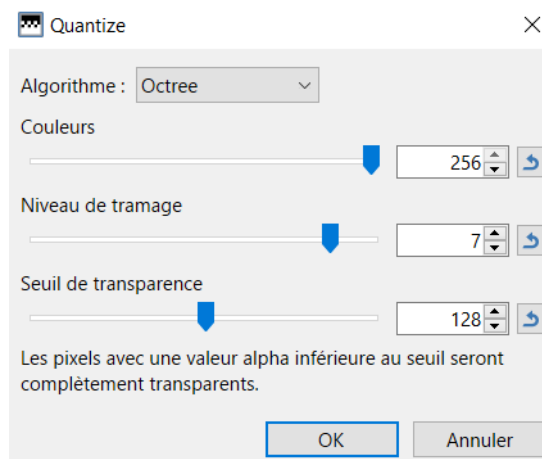 Quantize
Algorithme : Octree
Couleurs
256
Niveau de tramage
7
Seuil de transparence
128
Les pixels avec une valeur alpha inférieure au seuil seront
complètement transparents.
OK Annuler